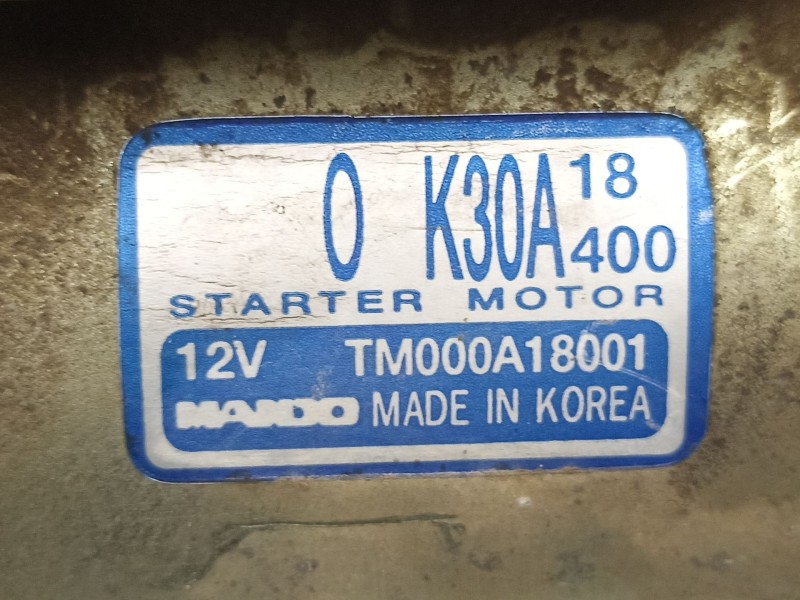 0 K30A 18
400
STARTER MOTOR
12V TM000A18001
MANDO MADE IN KOREA